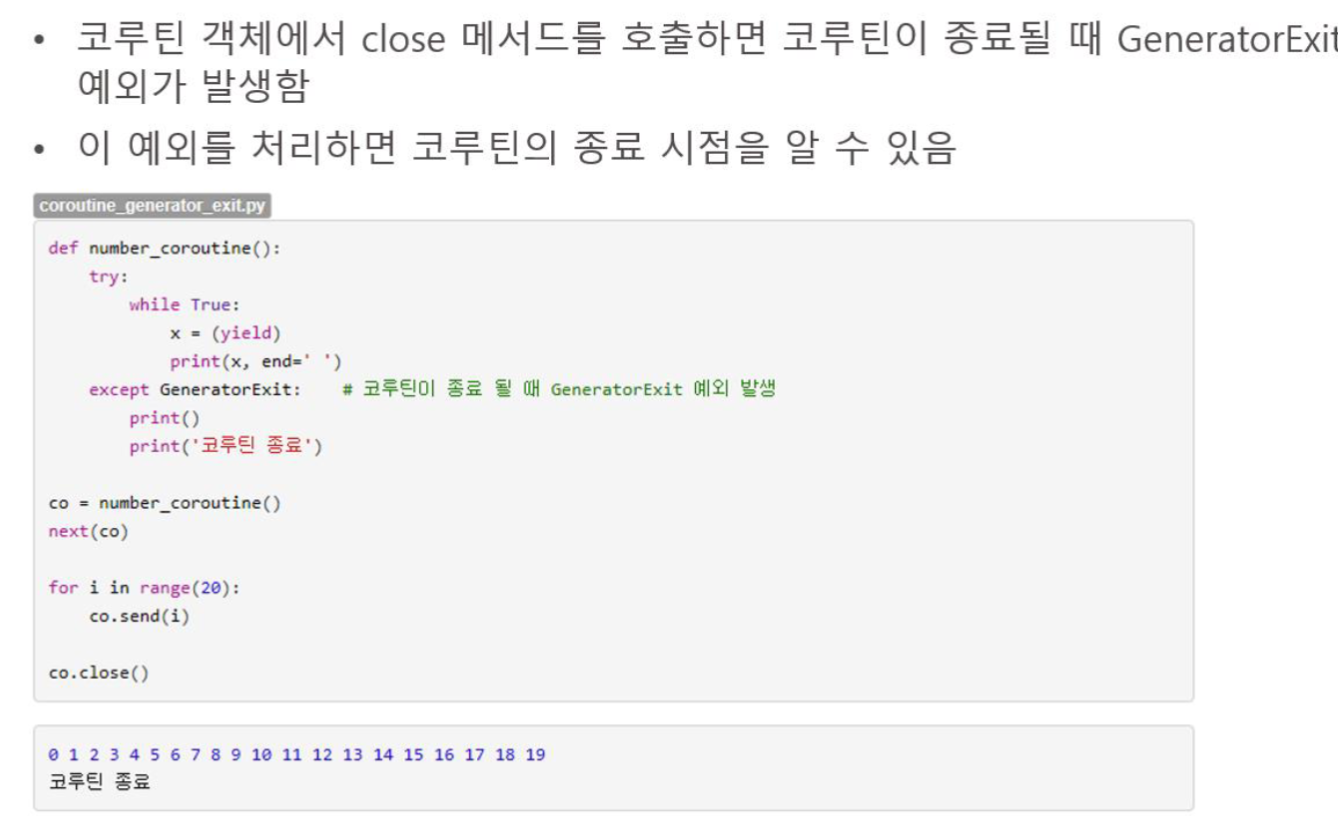 • 코루틴 객체에서 close 메서드를 호출하면 코루틴이 종료될 때 GeneratorExit
예외가 발생함
• 이 예외를 처리하면 코루틴의 종료 시점을 알 수 있음
coroutine_generator_exit.py
def number_coroutine():
    try:
        while True:
            x = (yield)
            print(x, end=' ')
    except GeneratorExit:    # 코루틴이 종료 될 때 GeneratorExit 예외 발생
        print()
        print('코루틴 종료')
co = number_coroutine()
next(co)
for i in range(20):
    co.send(i)
co.close()
0 1 2 3 4 5 6 7 8 9 10 11 12 13 14 15 16 17 18 19
코루틴 종료